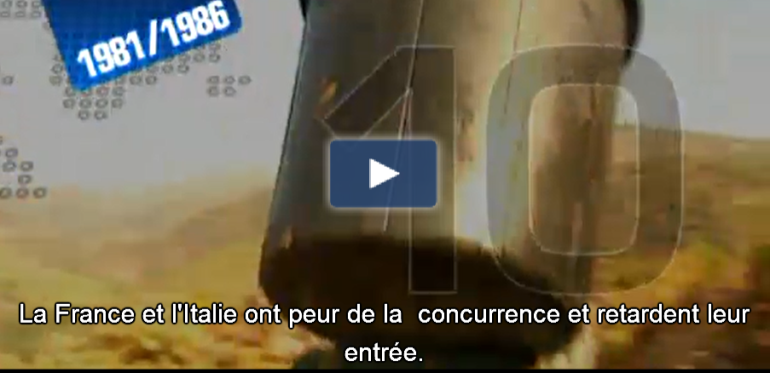 1981/1986
10
La France et l'Italie ont peur de la  concurrence et retardent leur
entrée.